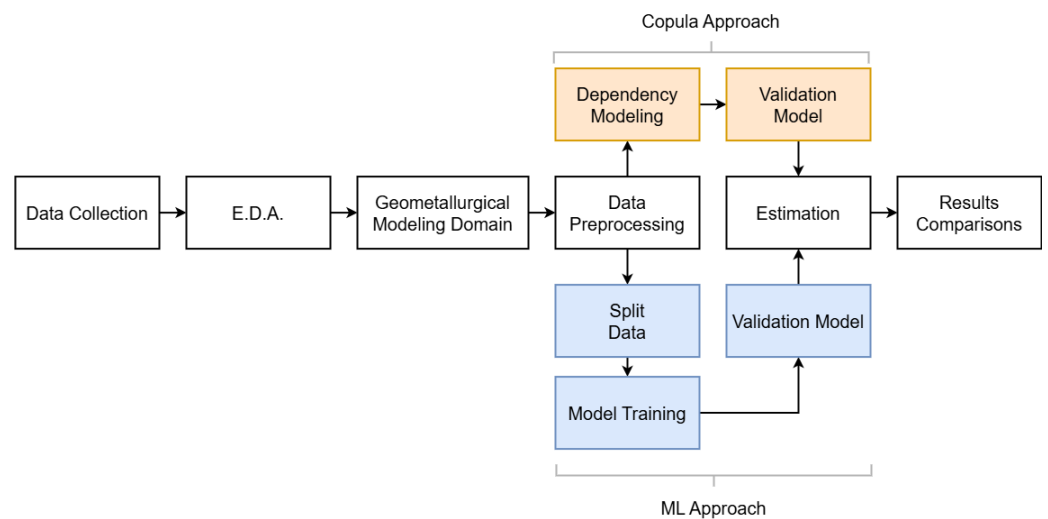 Copula Approach
Dependency
Modeling
Validation
Model
Data Collection
E.D.A.
Geometallurgical
Modeling Domain
Data
Preprocessing
Estimation
Results
Comparisons
Split
Data
Validation Model
Model Training
ML Approach